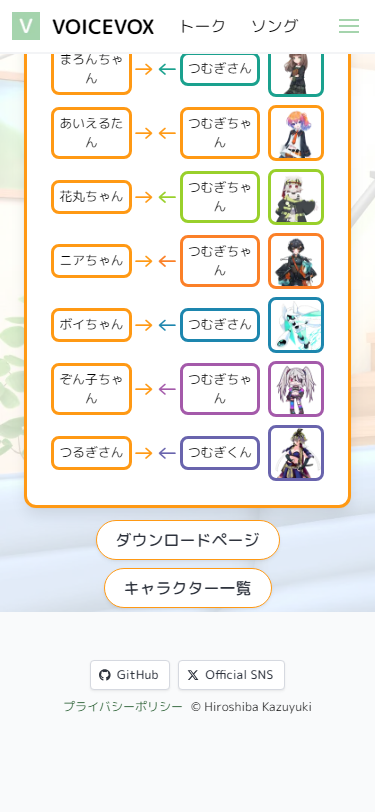 V VOICEVOX トーク ソング
まろんちゃ
ん
つむぎさん
あいえるた
ん
つむぎちゃ
ん
花丸ちゃん
つむぎちゃ
ん
ニアちゃん
つむぎちゃ
ん
ボイちゃん
つむぎさん
ぞん子ちゃ
ん
つむぎちゃ
ん
つるぎさん
つむぎくん
ダウンロードページ
キャラクター一覧
GitHub
Official SNS
プライバシーポリシー © Hiroshiba Kazuyuki